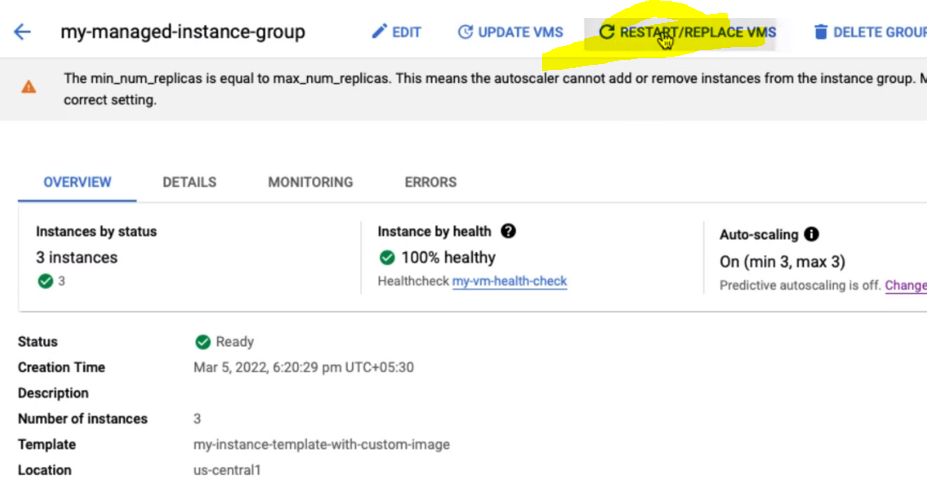 my-managed-instance-group EDIT UPDATE VMS RESTART/REPLACE VMS DELETE GROUP
The min_num_replicas is equal to max_num_replicas. This means the autoscaler cannot add or remove instances from the instance group. M
correct setting.
OVERVIEW DETAILS MONITORING ERRORS
Instances by status
3 instances
3
Instance by health
100% healthy
Healthcheck my-vm-health-check
Auto-scaling
On (min 3, max 3)
Predictive autoscaling is off. Change
Status Ready
Creation Time Mar 5, 2022, 6:20:29 pm UTC+05:30
Description
Number of instances 3
Template my-instance-template-with-custom-image
Location us-central1